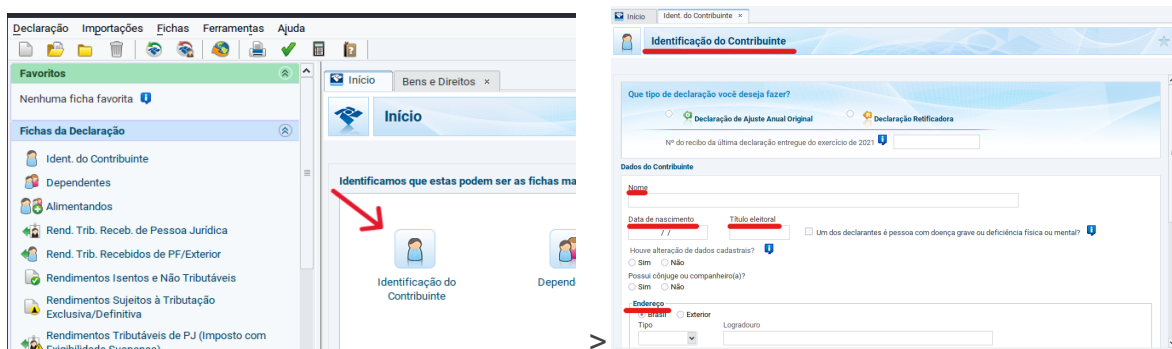 Declaração Importações Fichas Ferramentas Ajuda
Favoritos
Nenhuma ficha favorita
Fichas da Declaração
Ident. do Contribuinte
Dependentes
Alimentandos
Rend. Trib. Receb. de Pessoa Jurídica
Rend. Trib. Recebidos de PF/Exterior
Rendimentos Isentos e Não Tributáveis
Rendimentos Sujeitos à Tributação
Exclusiva/Definitiva
Rendimentos Tributáveis de PJ (Imposto com
Exigibilidade Suspensa)
Início Bens e Direitos ×
Início
Identificamos que estas podem ser as fichas ma
Identificação do
Contribuinte
Depend
>
Início Ident. do Contribuinte ×
Identificação do Contribuinte
Que tipo de declaração você deseja fazer?
Declaração de Ajuste Anual Original Declaração Retificadora
Nº do recibo da última declaração entregue do exercício de 2021
Dados do Contribuinte
Nome
Data de nascimento Título eleitoral
/ / Um dos declarantes é pessoa com doença grave ou deficiência física ou mental?
Houve alteração de dados cadastrais?
Sim Não
Possui cônjuge ou companheiro(a)?
Sim Não
Endereço
Brasil Exterior
Tipo Logradouro